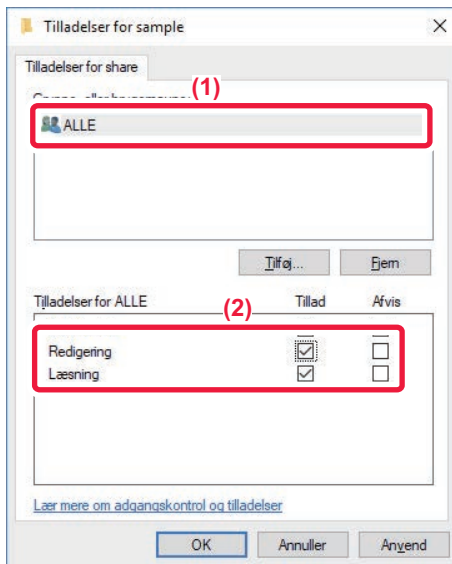 Tilladelser for sample
Tilladelser for share
(1)
ALLE
Tilføj...
Fjern
Tilladelser for ALLE
(2)
Tillad
Afvis
Redigering
Læsning
Lær mere om adgangskontrol og tilladelser
OK
Annuller
Anvend